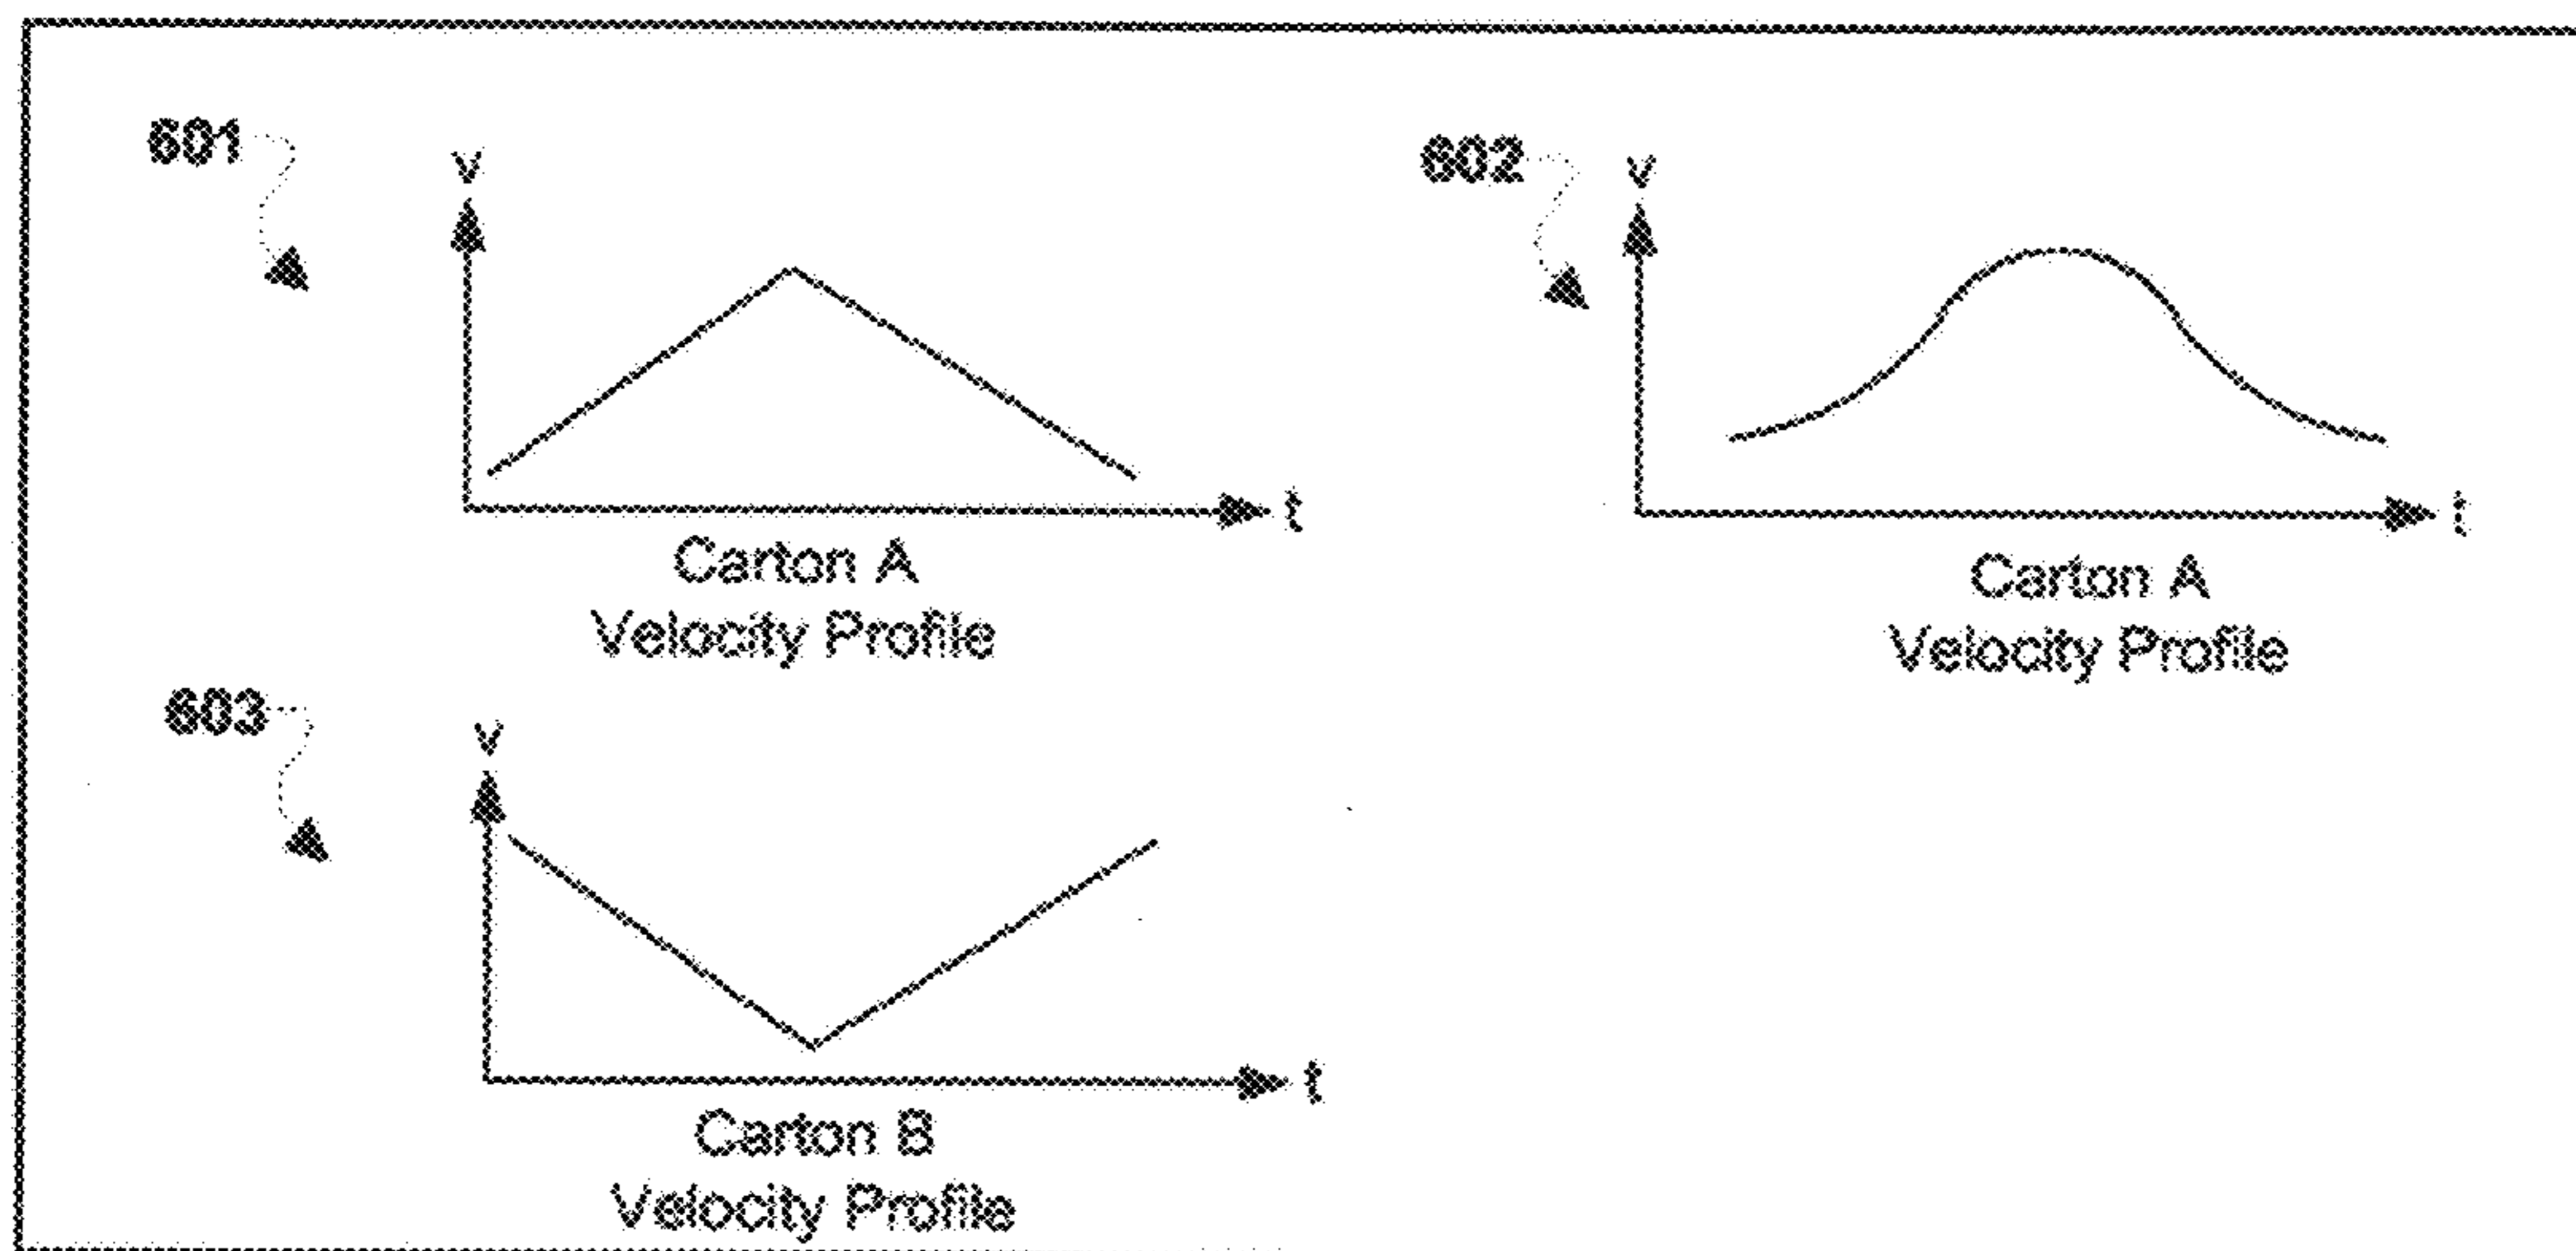 601
v
t
Carton A
Velocity Profile
602
v
t
Carton A
Velocity Profile
603
v
t
Carton B
Velocity Profile